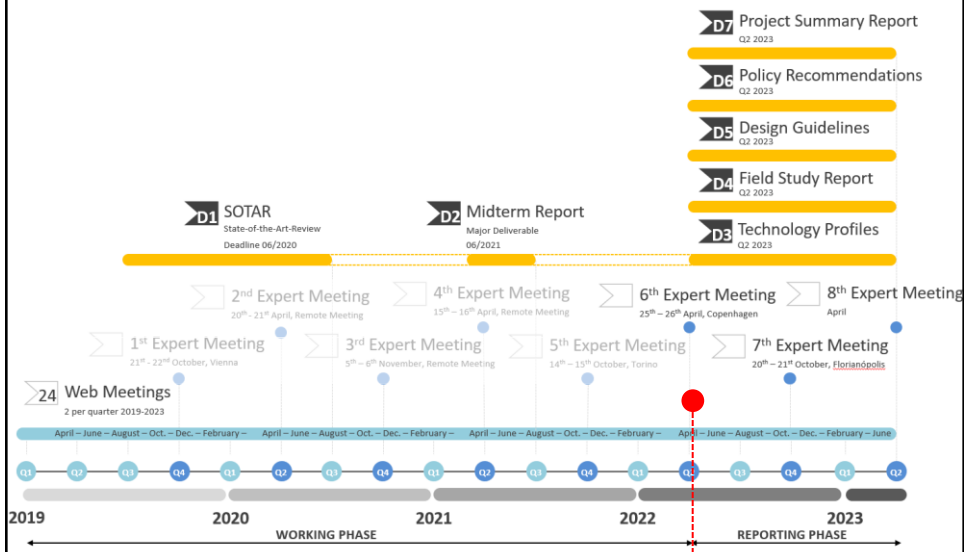 D7 Project Summary Report
Q2 2023
D6 Policy Recommendations
Q2 2023
D5 Design Guidelines
Q2 2023
D4 Field Study Report
Q2 2023
D3 Technology Profiles
Q2 2023
D1 SOTAR
State-of-the-Art-Review
Deadline 06/2020
D2 Midterm Report
Major Deliverable
06/2021
2nd Expert Meeting
20th - 21st April, Remote Meeting
4th Expert Meeting
15th – 16th April, Remote Meeting
6th Expert Meeting
25th – 26th April, Copenhagen
8th Expert Meeting
April
1st Expert Meeting
21st - 22nd October, Vienna
3rd Expert Meeting
5th – 6th November, Remote Meeting
5th Expert Meeting
14th – 15th October, Torino
7th Expert Meeting
20th – 21st October, Florianópolis
24 Web Meetings
2 per quarter 2019-2023
April – June – August – Oct. – Dec. – February – April – June – August – Oct. – Dec. – February – April – June – August – Oct. – Dec. – February – April – June – August – Oct. – Dec. – February – June
Q1 Q2 Q3 Q4 Q1 Q2 Q3 Q4 Q1 Q2 Q3 Q4 Q1 Q2 Q3 Q4 Q1 Q2
2019 2020 2021 2022 2023
WORKING PHASE REPORTING PHASE